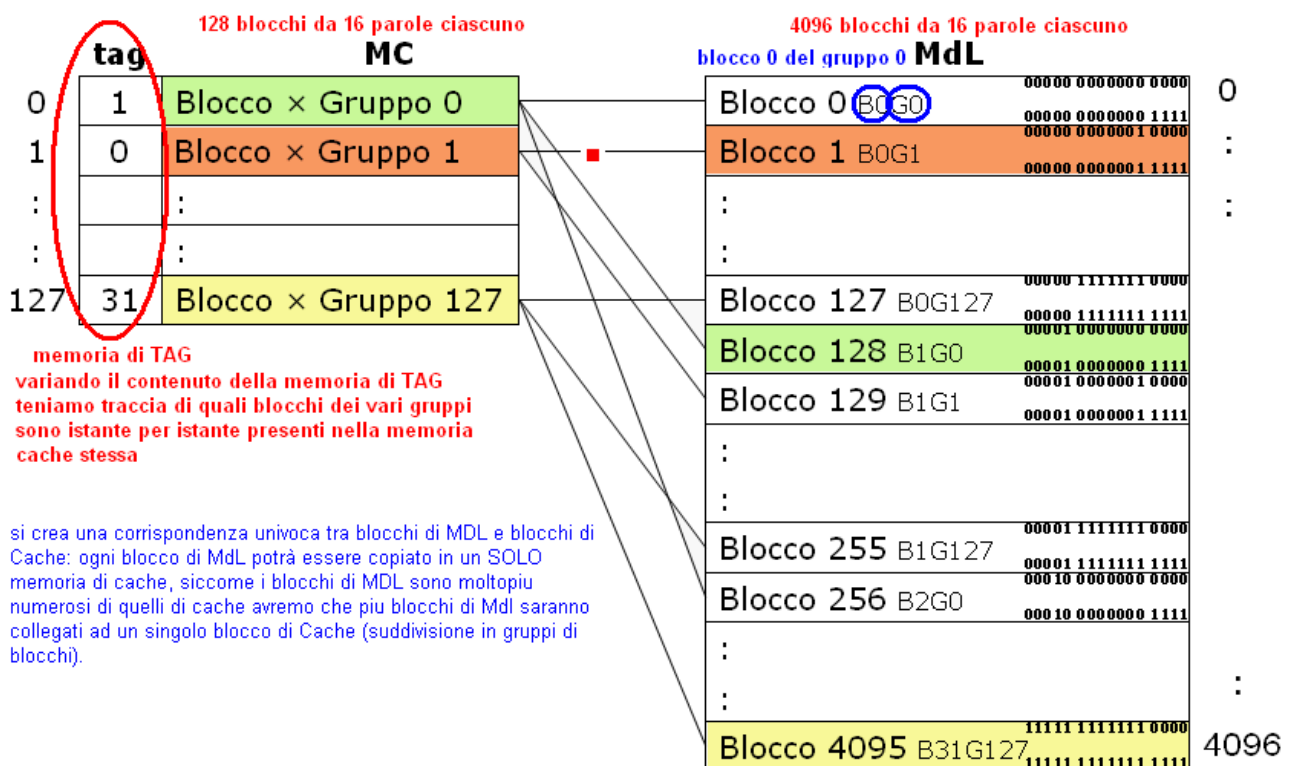 128 blocchi da 16 parole ciascuno
4096 blocchi da 16 parole ciascuno
tag MC
blocco 0 del gruppo 0 MdL
0 1 Blocco × Gruppo 0
1 0 Blocco × Gruppo 1
: :
: :
127 31 Blocco × Gruppo 127
memoria di TAG
variando il contenuto della memoria di TAG
teniamo traccia di quali blocchi dei vari gruppi
sono istante per istante presenti nella memoria
cache stessa
si crea una corrispondenza univoca tra blocchi di MDL e blocchi di
Cache: ogni blocco di MdL potrà essere copiato in un SOLO
memoria di cache, siccome i blocchi di MDL sono moltopiu
numerosi di quelli di cache avremo che piu blocchi di Mdl saranno
collegati ad un singolo blocco di Cache (suddivisione in gruppi di
blocchi).
00000 0000000 0000
Blocco 0 B0G0 0
00000 0000000 1111
00000 0000001 0000
Blocco 1 B0G1 :
00000 0000001 1111
: :
:
00000 1111111 0000
Blocco 127 B0G127
00000 1111111 1111
00001 0000000 0000
Blocco 128 B1G0
00001 0000000 1111
00001 0000001 0000
Blocco 129 B1G1
00001 0000001 1111
:
:
00001 1111111 0000
Blocco 255 B1G127
00001 1111111 1111
00010 0000000 0000
Blocco 256 B2G0
00010 0000000 1111
:
: :
11111 1111111 0000
Blocco 4095 B31G127 4096
11111 1111111 1111